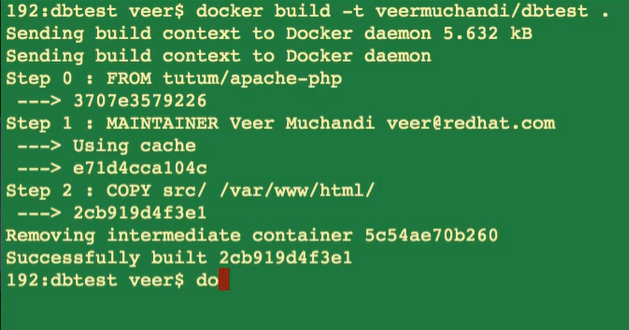 192:dbtest veer$ docker build -t veermuchandi/dbtest .
Sending build context to Docker daemon 5.632 kB
Sending build context to Docker daemon
Step 0 : FROM tutum/apache-php
 ---> 3707e3579226
Step 1 : MAINTAINER Veer Muchandi veer@redhat.com
 ---> Using cache
 ---> e71d4cca104c
Step 2 : COPY src/ /var/www/html/
 ---> 2cb919d4f3e1
Removing intermediate container 5c54ae70b260
Successfully built 2cb919d4f3e1
192:dbtest veer$ do